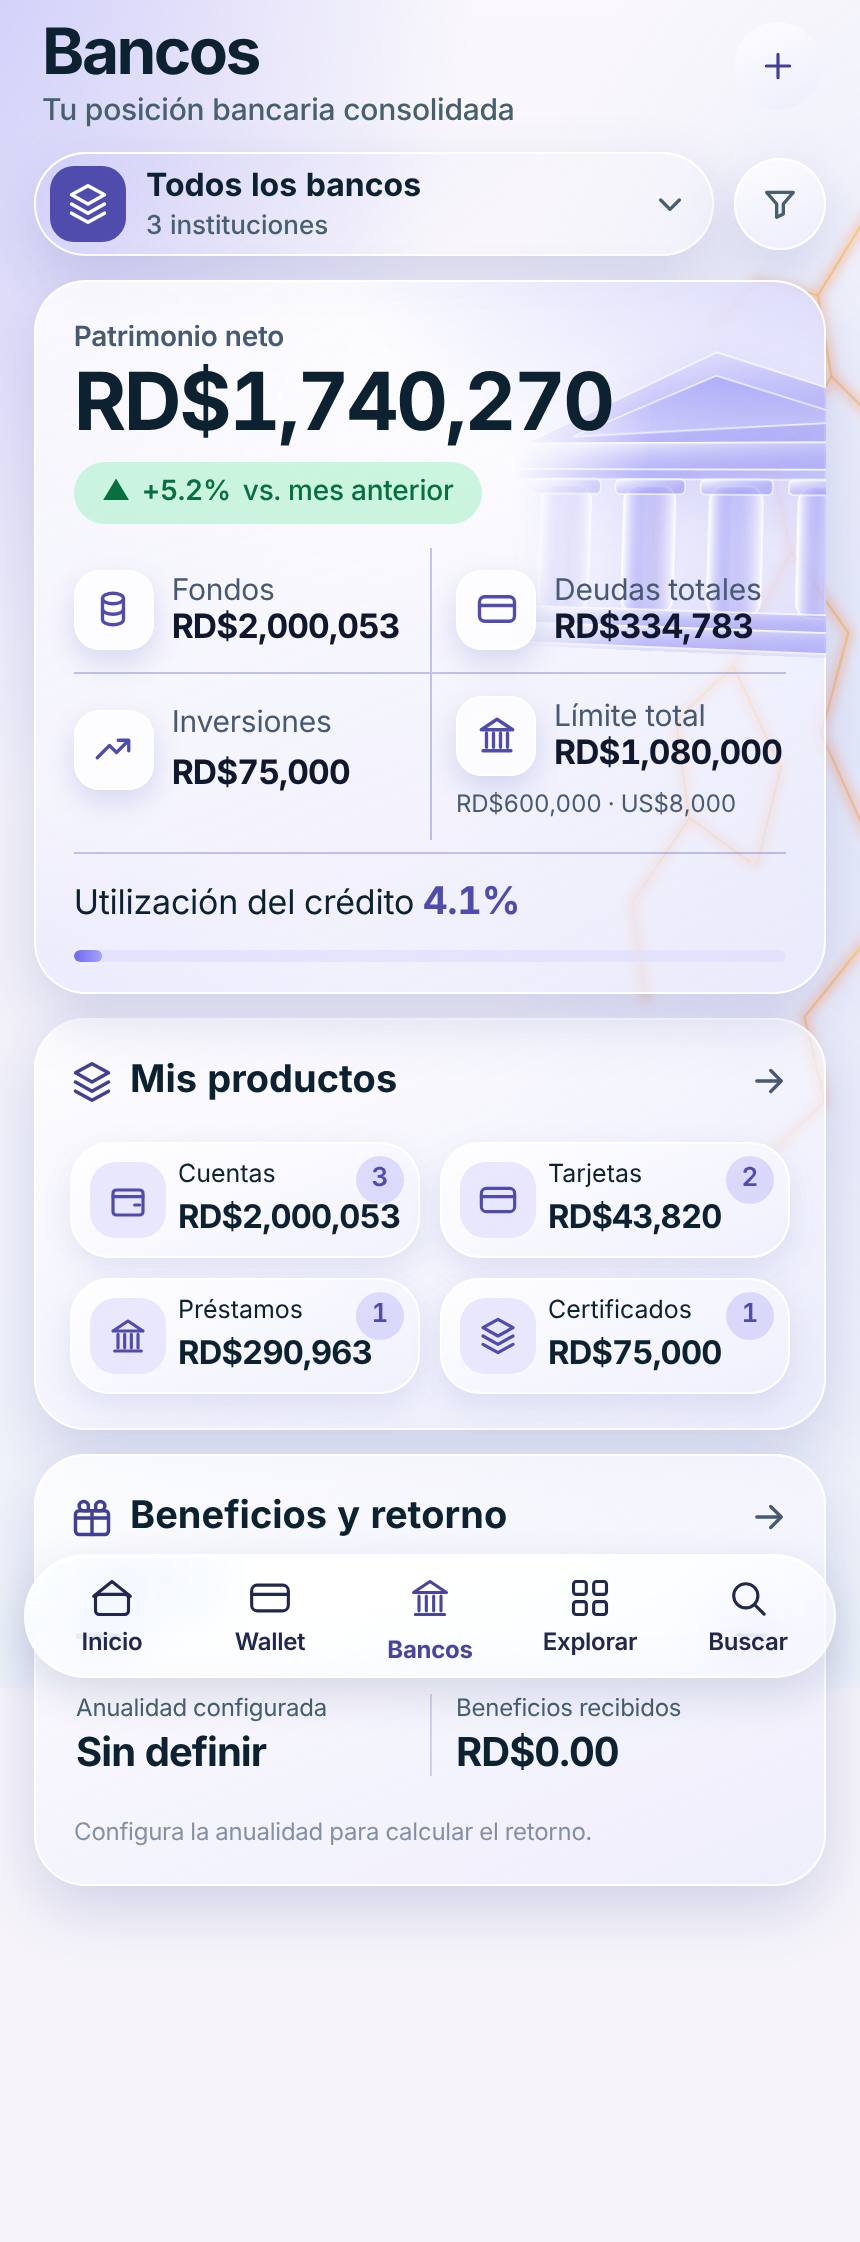 Bancos
Tu posición bancaria consolidada
Todos los bancos
3 instituciones
Patrimonio neto
RD$1,740,270
▲ +5.2% vs. mes anterior
Fondos
RD$2,000,053
Deudas totales
RD$334,783
Inversiones
RD$75,000
Límite total
RD$1,080,000
RD$600,000 · US$8,000
Utilización del crédito 4.1%
Mis productos
Cuentas
3
RD$2,000,053
Tarjetas
2
RD$43,820
Préstamos
1
RD$290,963
Certificados
1
RD$75,000
Beneficios y retorno
Inicio
Wallet
Bancos
Explorar
Buscar
Anualidad configurada
Sin definir
Beneficios recibidos
RD$0.00
Configura la anualidad para calcular el retorno.